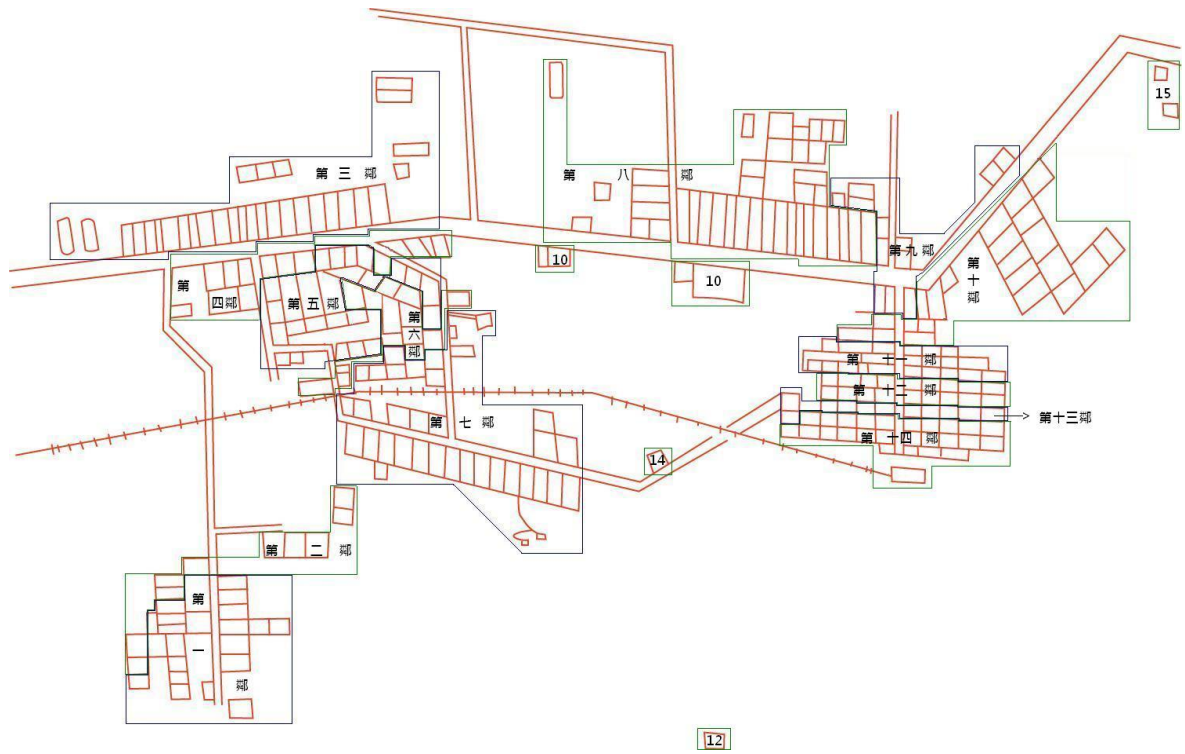 15
第三鄰
第八鄰
第九鄰
10
第十鄰
10
第四鄰
第五鄰
第六鄰
第十一鄰
第十二鄰
第十三鄰
第七鄰
第十四鄰
14
第二鄰
第一鄰
12